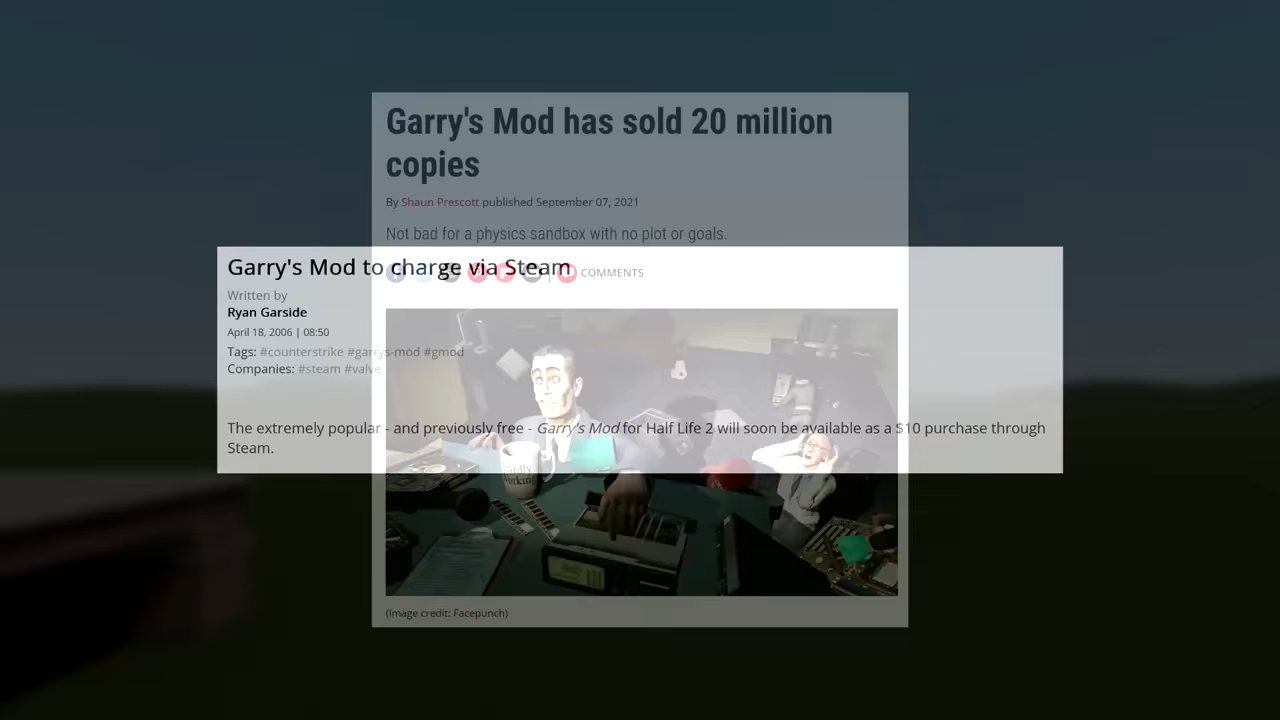 Garry's Mod has sold 20 million
copies
By Shaun Prescott published September 07, 2021
Not bad for a physics sandbox with no plot or goals.
COMMENTS
Garry's Mod to charge via Steam
Written by
Ryan Garside
April 18, 2006 | 08:50
Tags: #counterstrike #garrys-mod #gmod
Companies: #steam #valve
The extremely popular - and previously free - Garry's Mod for Half Life 2 will soon be available as a $10 purchase through
Steam.
(Image credit: Facepunch)